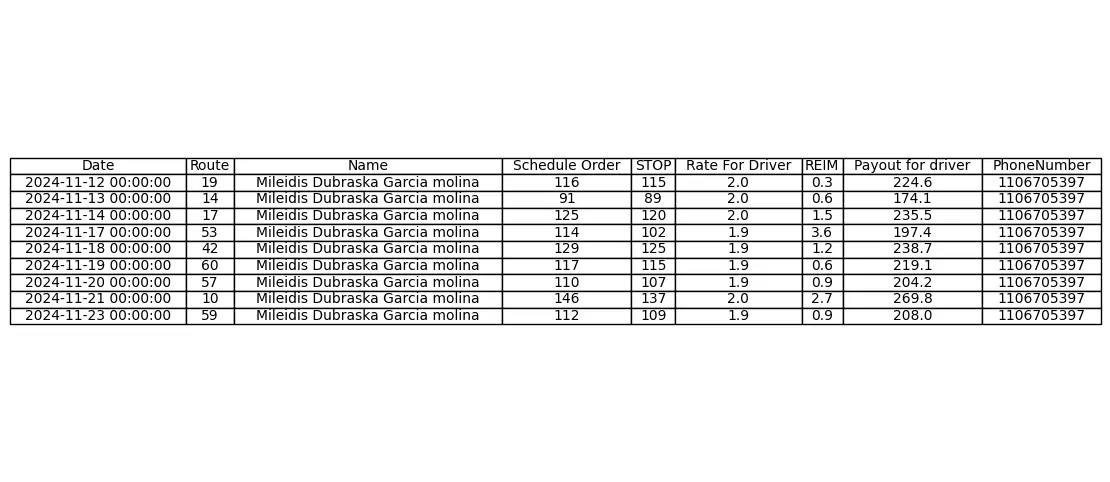 Date Route Name Schedule Order STOP Rate For Driver REIM Payout for driver PhoneNumber
2024-11-12 00:00:00 19 Mileidis Dubraska Garcia molina 116 115 2.0 0.3 224.6 1106705397
2024-11-13 00:00:00 14 Mileidis Dubraska Garcia molina 91 89 2.0 0.6 174.1 1106705397
2024-11-14 00:00:00 17 Mileidis Dubraska Garcia molina 125 120 2.0 1.5 235.5 1106705397
2024-11-17 00:00:00 53 Mileidis Dubraska Garcia molina 114 102 1.9 3.6 197.4 1106705397
2024-11-18 00:00:00 42 Mileidis Dubraska Garcia molina 129 125 1.9 1.2 238.7 1106705397
2024-11-19 00:00:00 60 Mileidis Dubraska Garcia molina 117 115 1.9 0.6 219.1 1106705397
2024-11-20 00:00:00 57 Mileidis Dubraska Garcia molina 110 107 1.9 0.9 204.2 1106705397
2024-11-21 00:00:00 10 Mileidis Dubraska Garcia molina 146 137 2.0 2.7 269.8 1106705397
2024-11-23 00:00:00 59 Mileidis Dubraska Garcia molina 112 109 1.9 0.9 208.0 1106705397